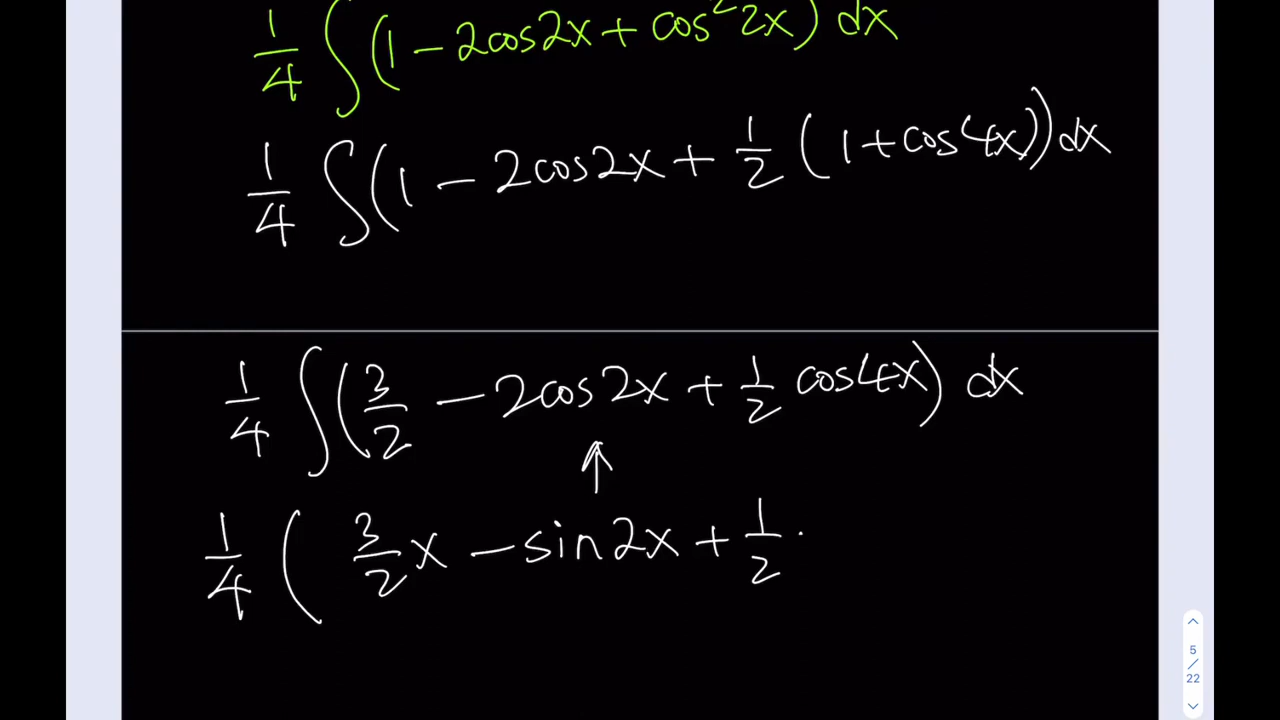 1/4 ∫(1 − 2cos2x + cos²2x) dx
1/4 ∫(1 − 2cos2x + 1/2 (1 + cos4x))dx
1/4 ∫(3/2 − 2cos2x + 1/2 cos4x) dx
↑
1/4 ( 3/2 x − sin2x + 1/2 ·
5
/
22